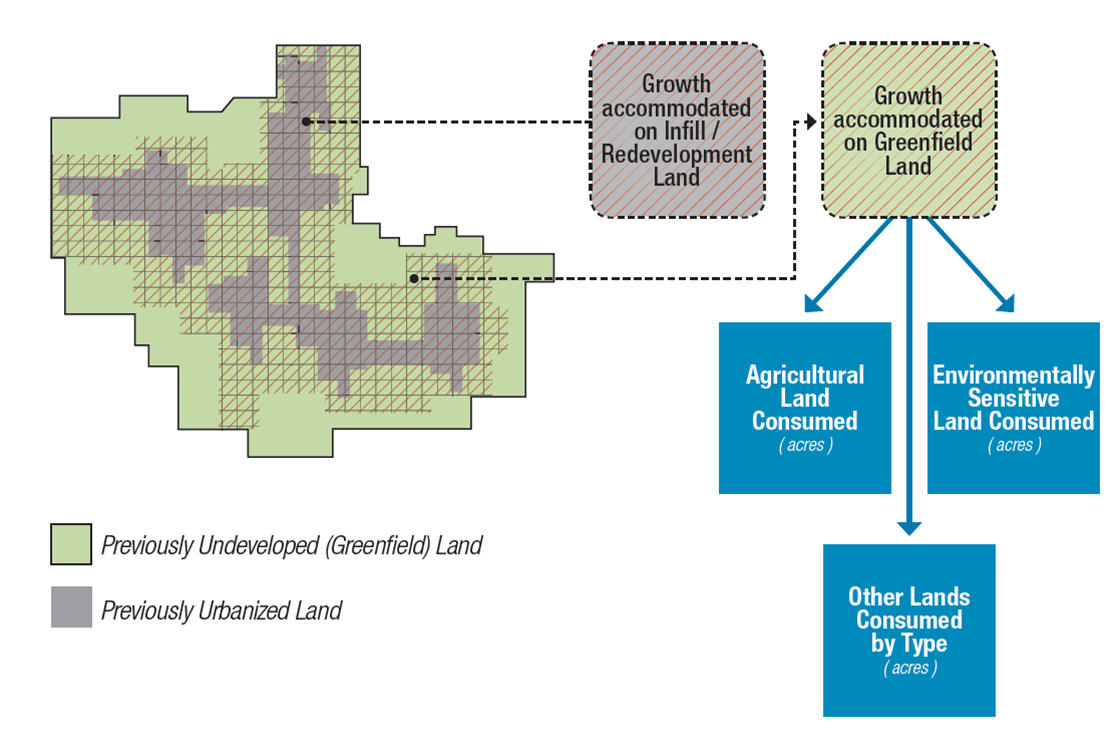 Growth
accommodated
on Infill /
Redevelopment
Land
Growth
accommodated
on Greenfield
Land
Agricultural
Land
Consumed
( acres )
Environmentally
Sensitive
Land Consumed
( acres )
Other Lands
Consumed
by Type
( acres )
Previously Undeveloped (Greenfield) Land
Previously Urbanized Land